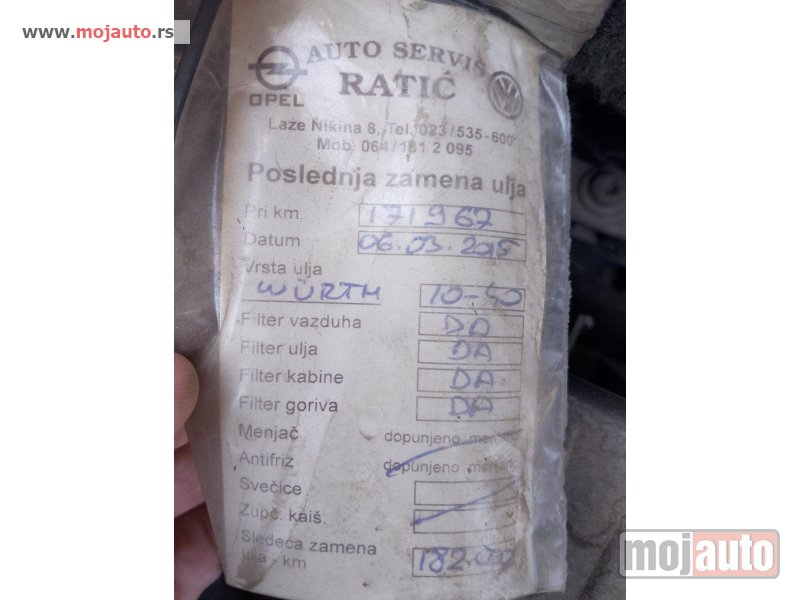 www.mojauto.rs
AUTO SERVIS
RATIĆ
OPEL
Laze Nikina 8, Tel. 023/535-600
Mob. 064/161 2 095
Poslednja zamena ulja
Pri km. 171967
Datum 06.03.2015
Vrsta ulja
WÜRTH 10-40
Filter vazduha DA
Filter ulja DA
Filter kabine DA
Filter goriva DA
Menjač dopunjeno menjano
Antifriz dopunjeno menjano
Svećice
Zupč. kaiš.
Sledeća zamena
ulja - km 182.000
mojauto